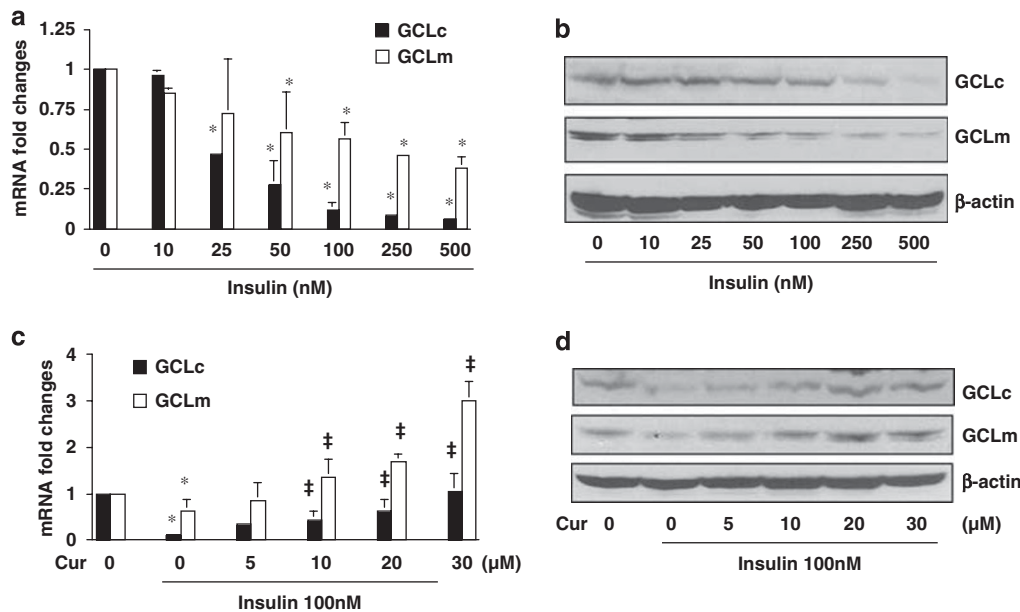 a
1.25
1
0.75
0.5
0.25
0
mRNA fold changes
GCLc
GCLm
* * * * * * * * *
0 10 25 50 100 250 500
Insulin (nM)
b
GCLc
GCLm
β-actin
0 10 25 50 100 250 500
Insulin (nM)
c
4
3
2
1
0
mRNA fold changes
GCLc
GCLm
* * ‡ ‡ ‡ ‡ ‡ ‡
Cur 0 0 5 10 20 30 (μM)
Insulin 100nM
d
GCLc
GCLm
β-actin
Cur 0 0 5 10 20 30 (μM)
Insulin 100nM